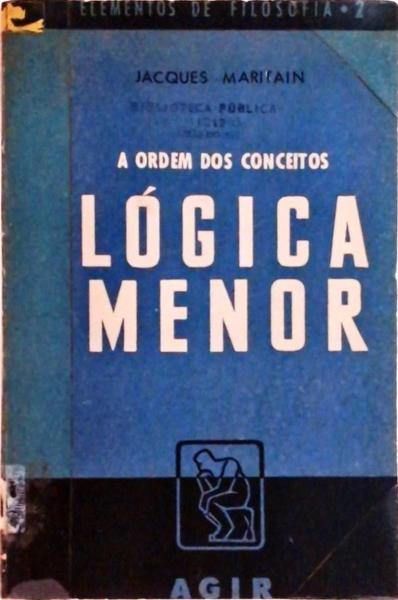 ELEMENTOS DE FILOSOFIA • 2
JACQUES MARITAIN
BIBLIOTECA PÚBLICA
A ORDEM DOS CONCEITOS
LÓGICA
MENOR
AGIR